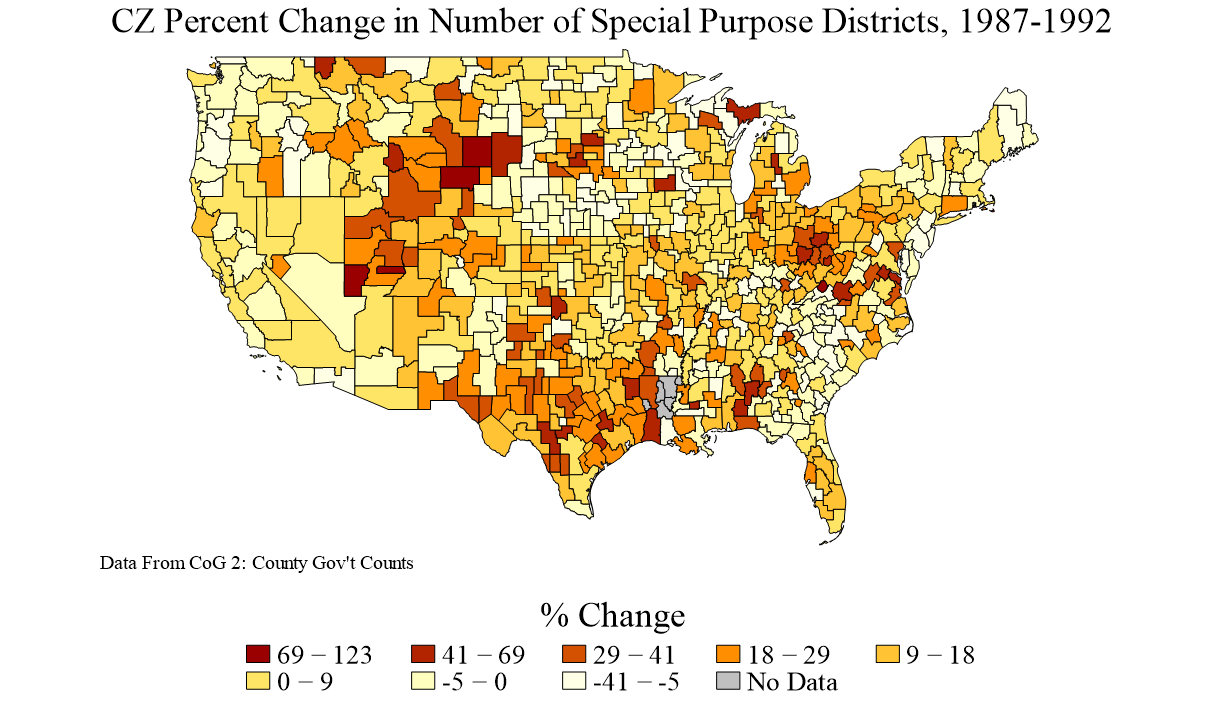 CZ Percent Change in Number of Special Purpose Districts, 1987-1992
Data From CoG 2: County Gov't Counts
% Change
69 − 123 41 − 69 29 − 41 18 − 29 9 − 18
0 − 9 -5 − 0 -41 − -5 No Data